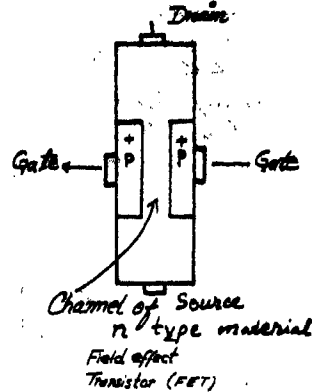 Drain
+ +
P P
Gate Gate
Channel of Source
n type material
Field effect
Transistor (FET)